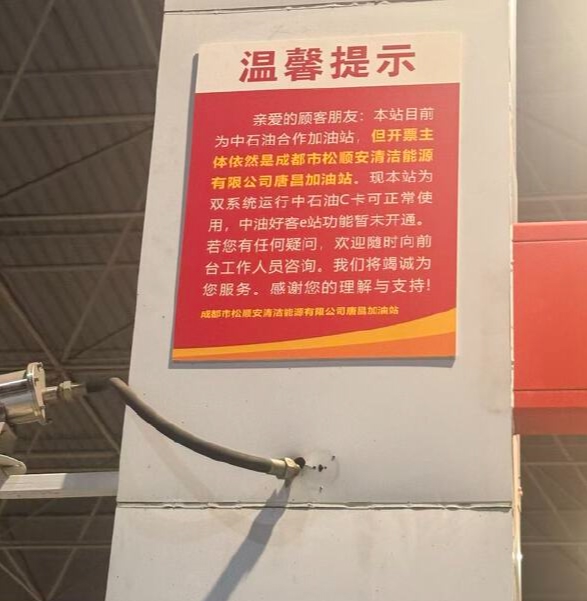 温馨提示
亲爱的顾客朋友：本站目前
为中石油合作加油站，但开票主
体依然是成都市松顺安清洁能源
有限公司唐昌加油站。现本站为
双系统运行中石油C卡可正常使
用，中油好客e站功能暂未开通。
若您有任何疑问，欢迎随时向前
台工作人员咨询。我们将竭诚为
您服务。感谢您的理解与支持！
成都市松顺安清洁能源有限公司唐昌加油站